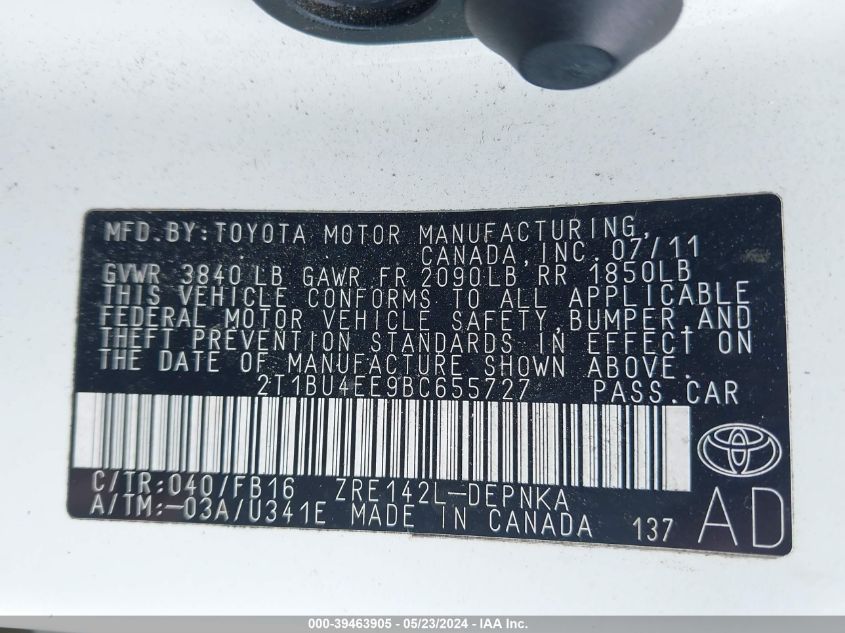 MFD.BY:TOYOTA MOTOR MANUFACTURING,
CANADA,INC. 07/11
GVWR 3840 LB GAWR FR 2090LB RR 1850LB
THIS VEHICLE CONFORMS TO ALL APPLICABLE
FEDERAL MOTOR VEHICLE SAFETY,BUMPER,AND
THEFT PREVENTION STANDARDS IN EFFECT ON
THE DATE OF MANUFACTURE SHOWN ABOVE.
2T1BU4EE9BC655727 PASS.CAR
C/TR:040/FB16 ZRE142L-DEPNKA
A/TM:-03A/U341E MADE IN CANADA 137
AD
000-39463905 / 05/23/2024 - IAA Inc.